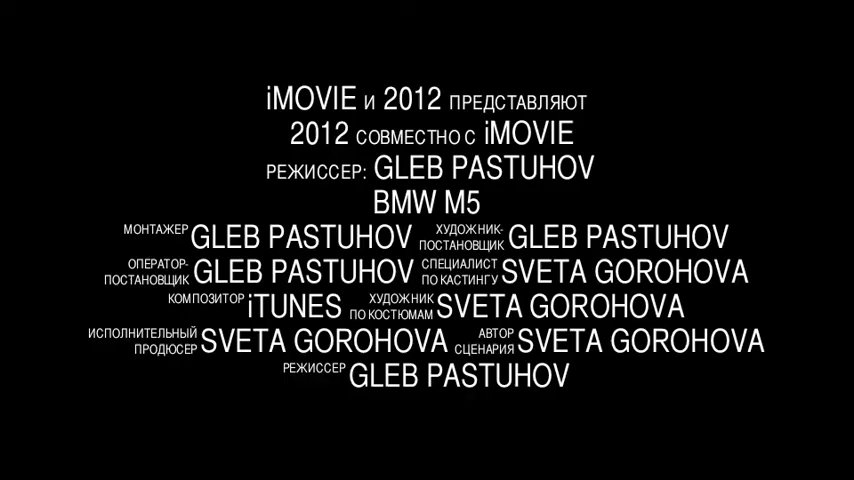 iMOVIE И 2012 ПРЕДСТАВЛЯЮТ
2012 СОВМЕСТНО С iMOVIE
РЕЖИССЕР: GLEB PASTUHOV
BMW M5
МОНТАЖЕР GLEB PASTUHOV ХУДОЖНИК-ПОСТАНОВЩИК GLEB PASTUHOV
ОПЕРАТОР-ПОСТАНОВЩИК GLEB PASTUHOV СПЕЦИАЛИСТ ПО КАСТИНГУ SVETA GOROHOVA
КОМПОЗИТОР iTUNES ХУДОЖНИК ПО КОСТЮМАМ SVETA GOROHOVA
ИСПОЛНИТЕЛЬНЫЙ ПРОДЮСЕР SVETA GOROHOVA АВТОР СЦЕНАРИЯ SVETA GOROHOVA
РЕЖИССЕР GLEB PASTUHOV